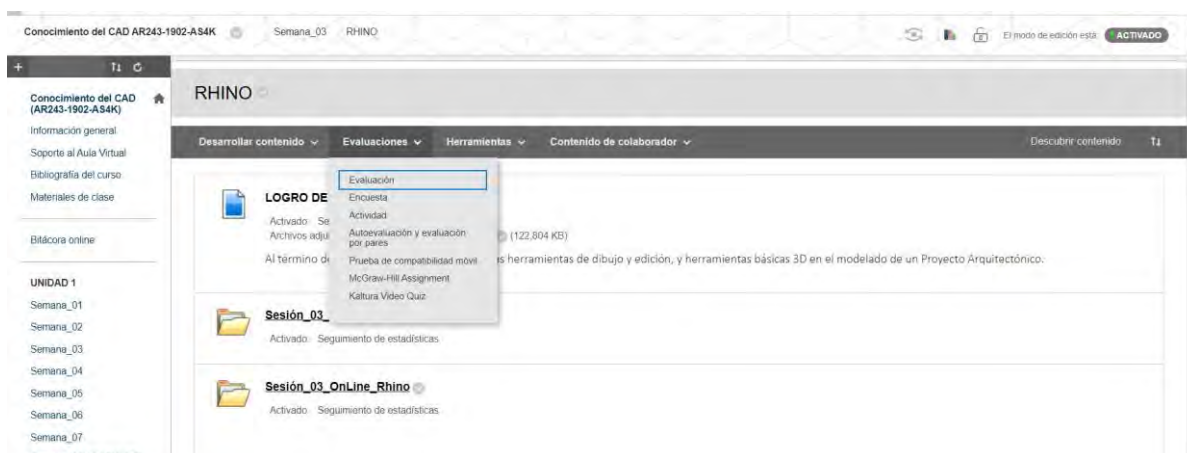 Conocimiento del CAD AR243-1902-AS4K Semana_03 RHINO El modo de edición está: ACTIVADO
Conocimiento del CAD
(AR243-1902-AS4K)
Información general
Soporte al Aula Virtual
Bibliografía del curso
Materiales de clase
Bitácora online
UNIDAD 1
Semana_01
Semana_02
Semana_03
Semana_04
Semana_05
Semana_06
Semana_07
RHINO
Desarrollar contenido Evaluaciones Herramientas Contenido de colaborador Descubrir contenido
Evaluación
Encuesta
Actividad
Autoevaluación y evaluación
por pares
Prueba de compatibilidad móvil
McGraw-Hill Assignment
Kaltura Video Quiz
LOGRO DE
Activado Se
Archivos adju (122,804 KB)
Al término de s herramientas de dibujo y edición, y herramientas básicas 3D en el modelado de un Proyecto Arquitectónico.
Sesión_03_
Activado Seguimiento de estadísticas
Sesión_03_OnLine_Rhino
Activado Seguimiento de estadísticas